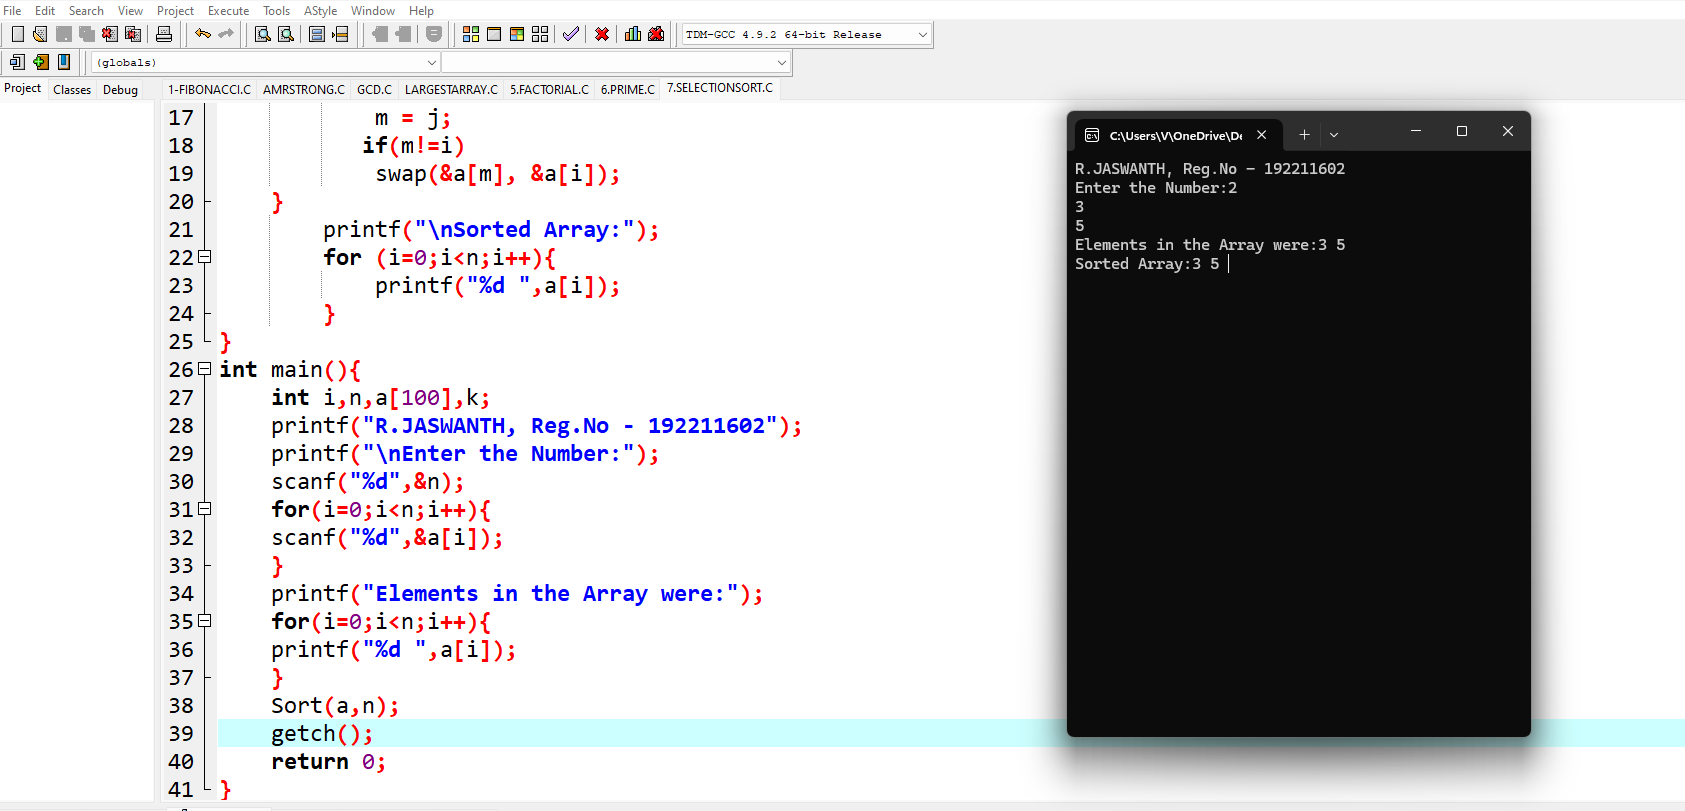 File Edit Search View Project Execute Tools AStyle Window Help
TDM-GCC 4.9.2 64-bit Release
(globals)
Project Classes Debug
1-FIBONACCI.C AMRSTRONG.C GCD.C LARGESTARRAY.C 5.FACTORIAL.C 6.PRIME.C 7.SELECTIONSORT.C
17 m = j;
18 if(m!=i)
19 swap(&a[m], &a[i]);
20 }
21 printf("\nSorted Array:");
22 for (i=0;i<n;i++){
23 printf("%d ",a[i]);
24 }
25 }
26 int main(){
27 int i,n,a[100],k;
28 printf("R.JASWANTH, Reg.No - 192211602");
29 printf("\nEnter the Number:");
30 scanf("%d",&n);
31 for(i=0;i<n;i++){
32 scanf("%d",&a[i]);
33 }
34 printf("Elements in the Array were:");
35 for(i=0;i<n;i++){
36 printf("%d ",a[i]);
37 }
38 Sort(a,n);
39 getch();
40 return 0;
41 }
C:\Users\V\OneDrive\De
R.JASWANTH, Reg.No - 192211602
Enter the Number:2
3
5
Elements in the Array were:3 5
Sorted Array:3 5